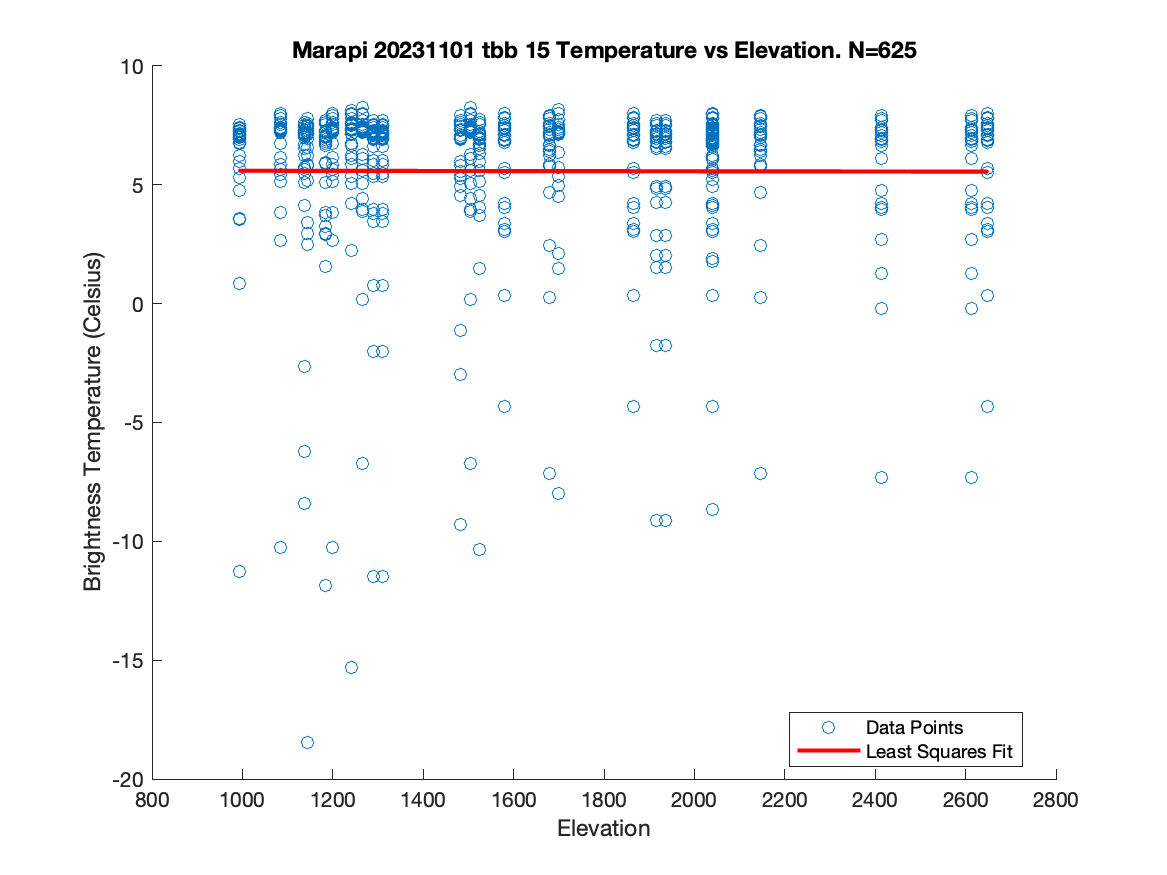 Marapi 20231101 tbb 15 Temperature vs Elevation. N=625
10
5
0
-5
-10
-15
-20
Brightness Temperature (Celsius)
Data Points
Least Squares Fit
800 1000 1200 1400 1600 1800 2000 2200 2400 2600 2800
Elevation